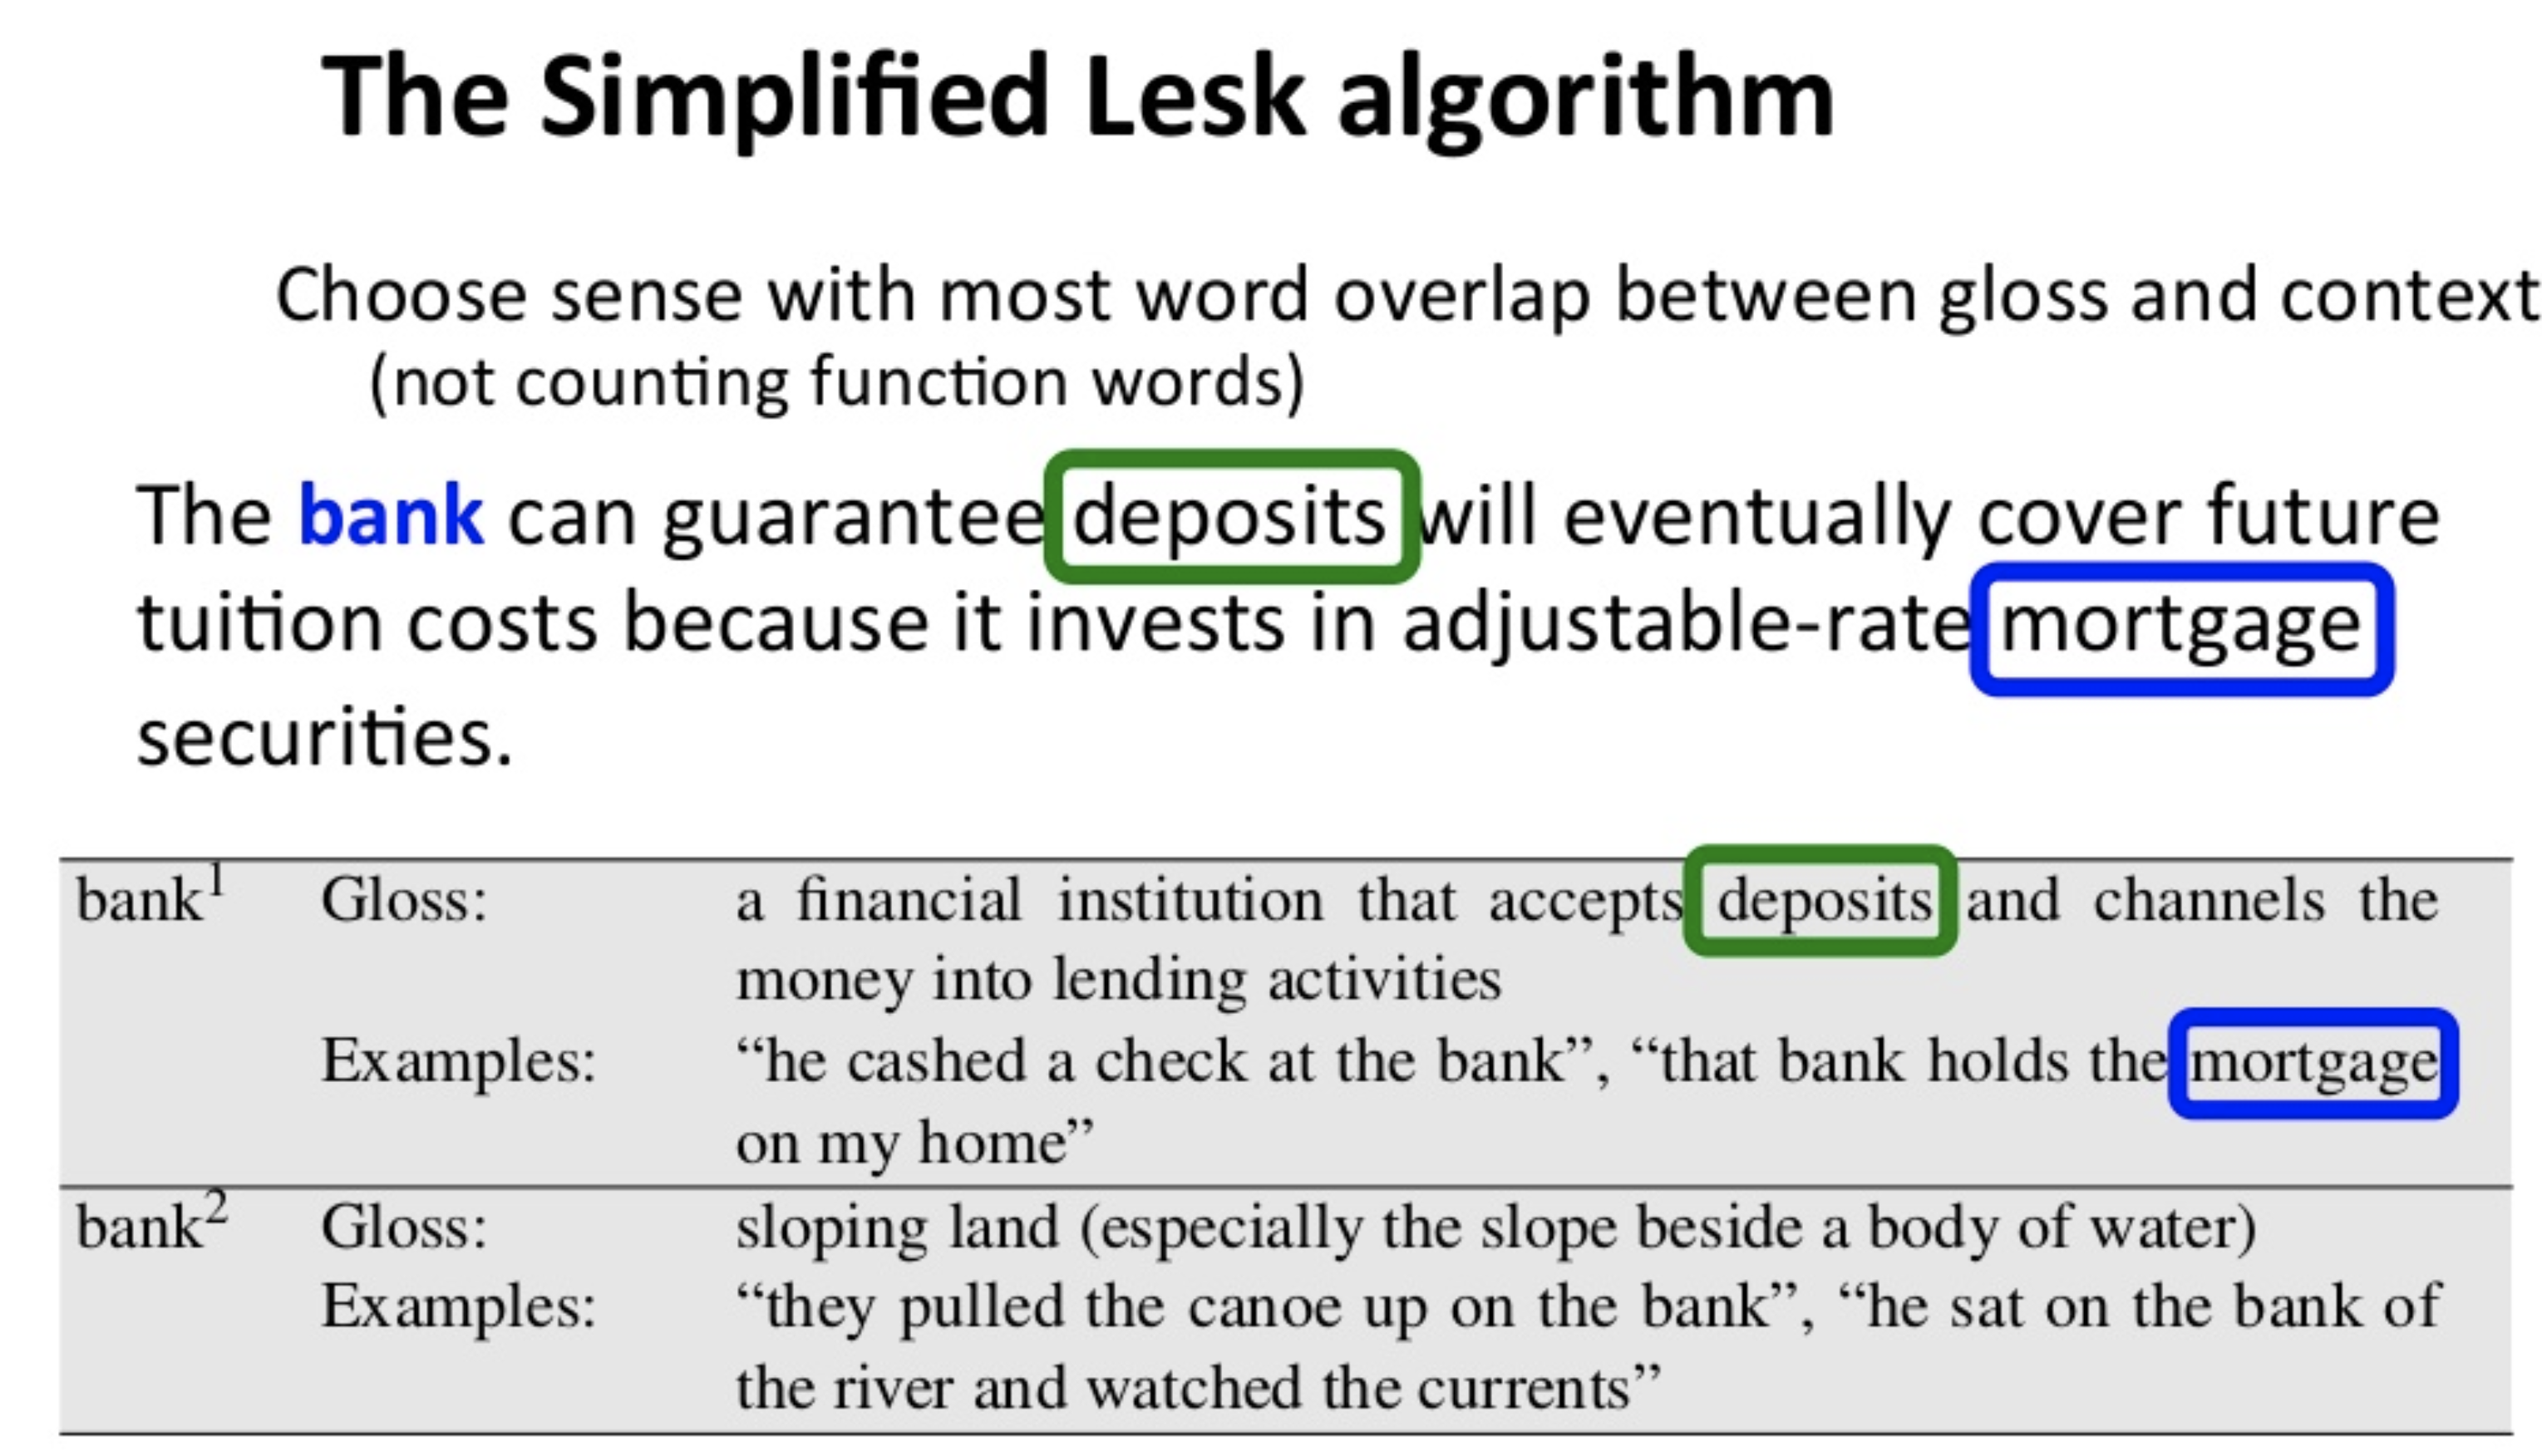 The Simplified Lesk algorithm
Choose sense with most word overlap between gloss and context
(not counting function words)
The bank can guarantee deposits will eventually cover future
tuition costs because it invests in adjustable-rate mortgage
securities.
bank1 Gloss: a financial institution that accepts deposits and channels the
money into lending activities
Examples: “he cashed a check at the bank”, “that bank holds the mortgage
on my home”
bank2 Gloss: sloping land (especially the slope beside a body of water)
Examples: “they pulled the canoe up on the bank”, “he sat on the bank of
the river and watched the currents”